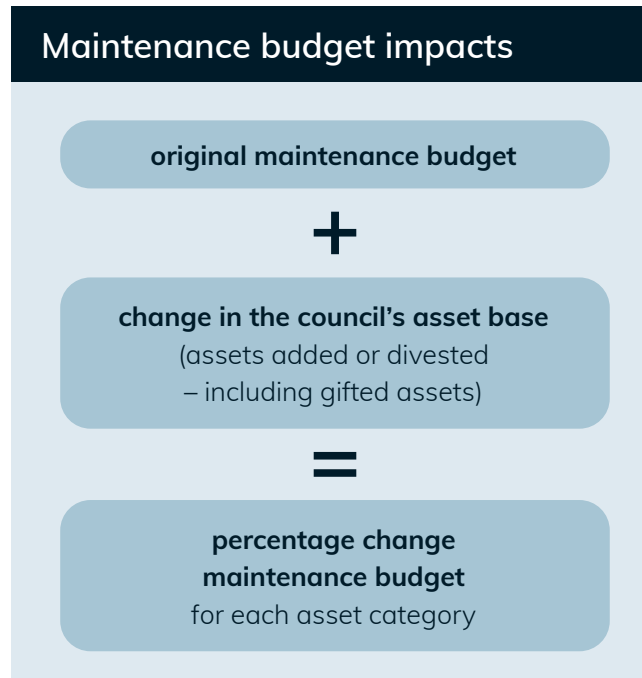 Maintenance budget impacts
original maintenance budget
+
change in the council’s asset base
(assets added or divested
– including gifted assets)
=
percentage change
maintenance budget
for each asset category